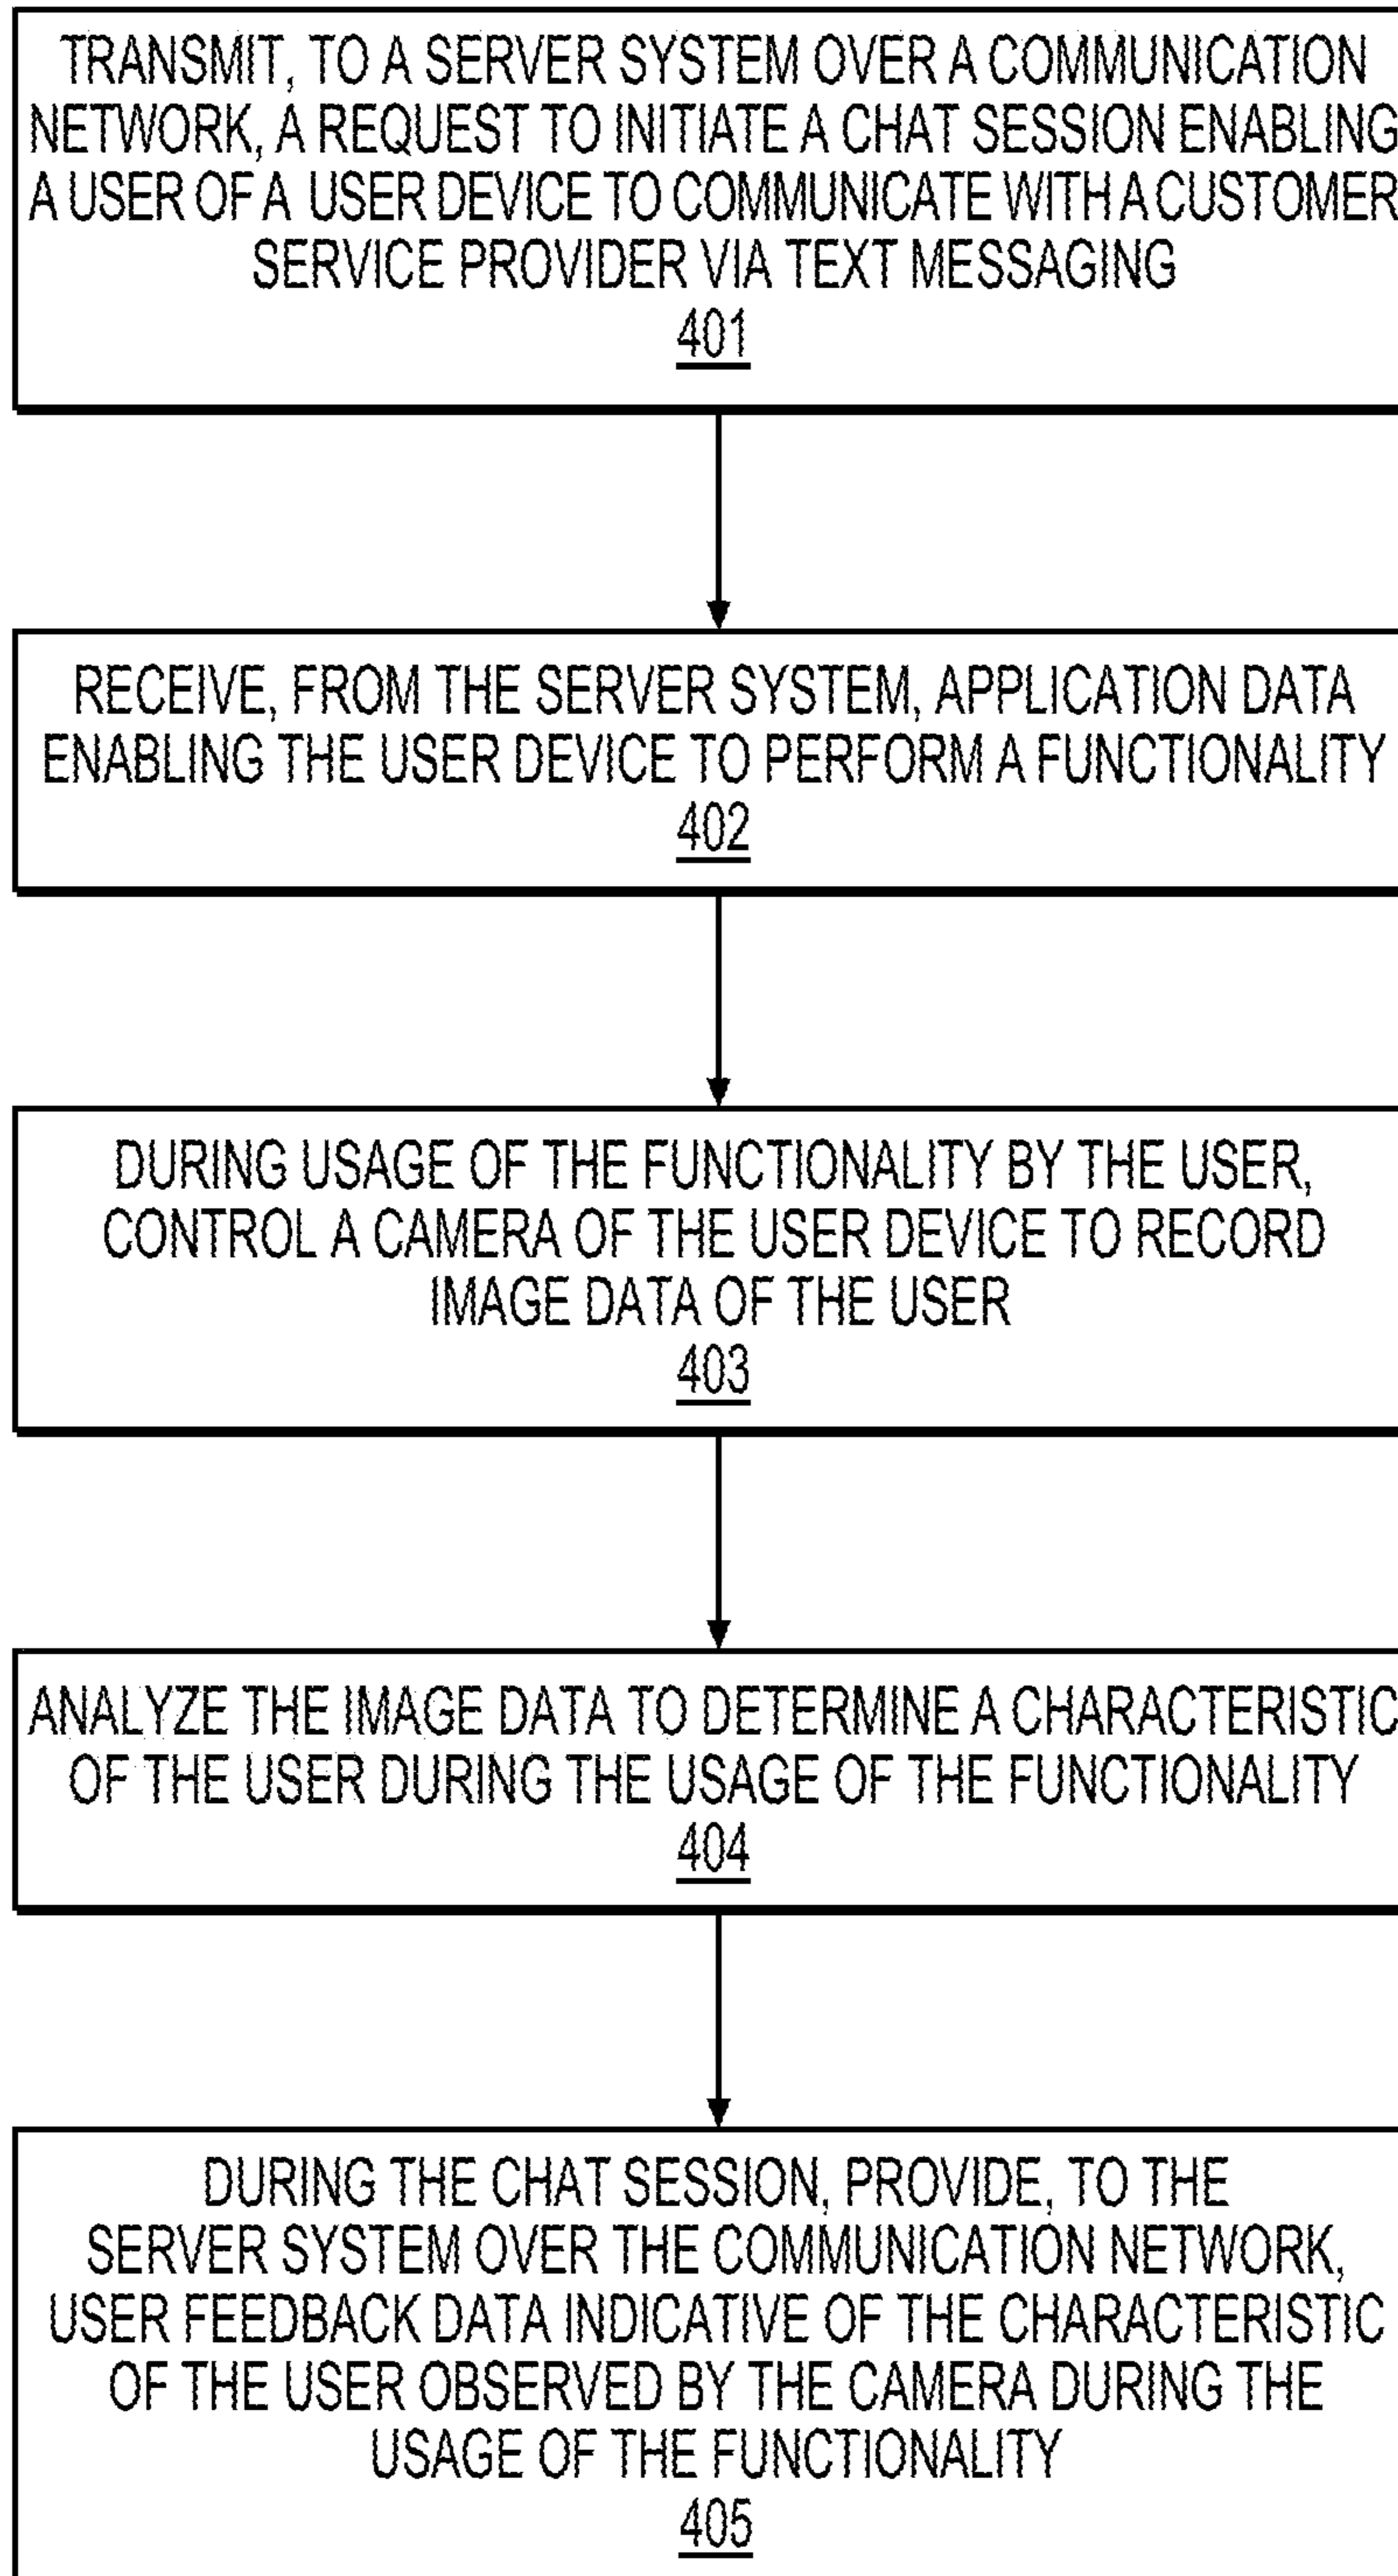 TRANSMIT, TO A SERVER SYSTEM OVER A COMMUNICATION
NETWORK, A REQUEST TO INITIATE A CHAT SESSION ENABLING
A USER OF A USER DEVICE TO COMMUNICATE WITH A CUSTOMER
SERVICE PROVIDER VIA TEXT MESSAGING
401
RECEIVE, FROM THE SERVER SYSTEM, APPLICATION DATA
ENABLING THE USER DEVICE TO PERFORM A FUNCTIONALITY
402
DURING USAGE OF THE FUNCTIONALITY BY THE USER,
CONTROL A CAMERA OF THE USER DEVICE TO RECORD
IMAGE DATA OF THE USER
403
ANALYZE THE IMAGE DATA TO DETERMINE A CHARACTERISTIC
OF THE USER DURING THE USAGE OF THE FUNCTIONALITY
404
DURING THE CHAT SESSION, PROVIDE, TO THE
SERVER SYSTEM OVER THE COMMUNICATION NETWORK,
USER FEEDBACK DATA INDICATIVE OF THE CHARACTERISTIC
OF THE USER OBSERVED BY THE CAMERA DURING THE
USAGE OF THE FUNCTIONALITY
405